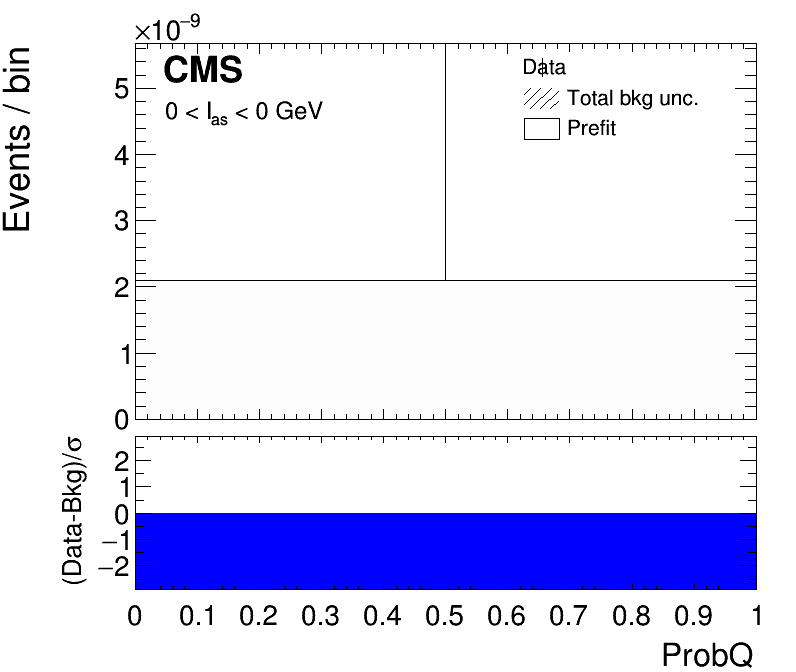 ×10⁻⁹
Events / bin
CMS
0 < I_as < 0 GeV
Data
Total bkg unc.
Prefit
5
4
3
2
1
0
(Data-Bkg)/σ
2
1
0
−1
−2
0 0.1 0.2 0.3 0.4 0.5 0.6 0.7 0.8 0.9 1
ProbQ